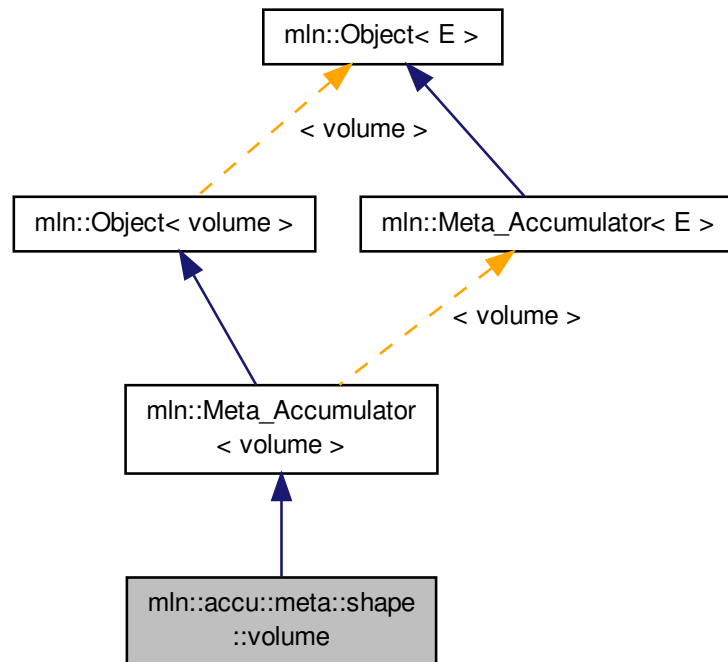 mln::Object< E >
< volume >
mln::Object< volume >
mln::Meta_Accumulator< E >
< volume >
mln::Meta_Accumulator
< volume >
mln::accu::meta::shape
::volume